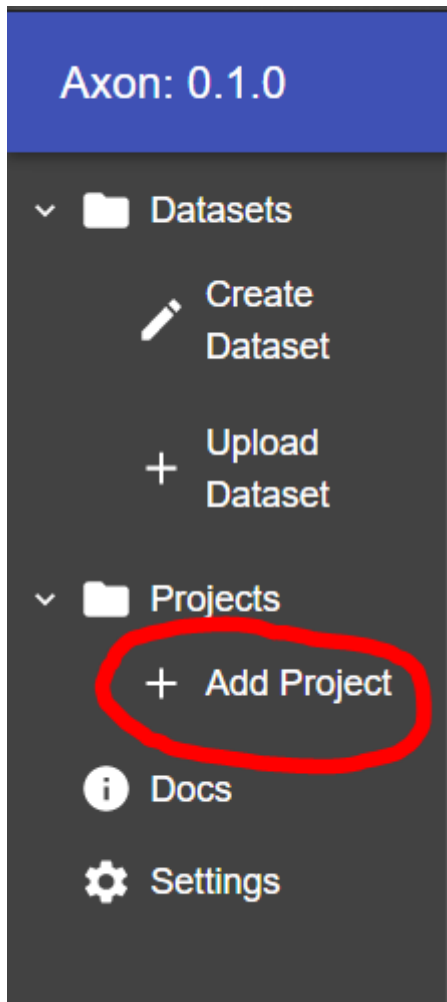 Axon: 0.1.0
Datasets
Create
Dataset
Upload
Dataset
Projects
Add Project
Docs
Settings